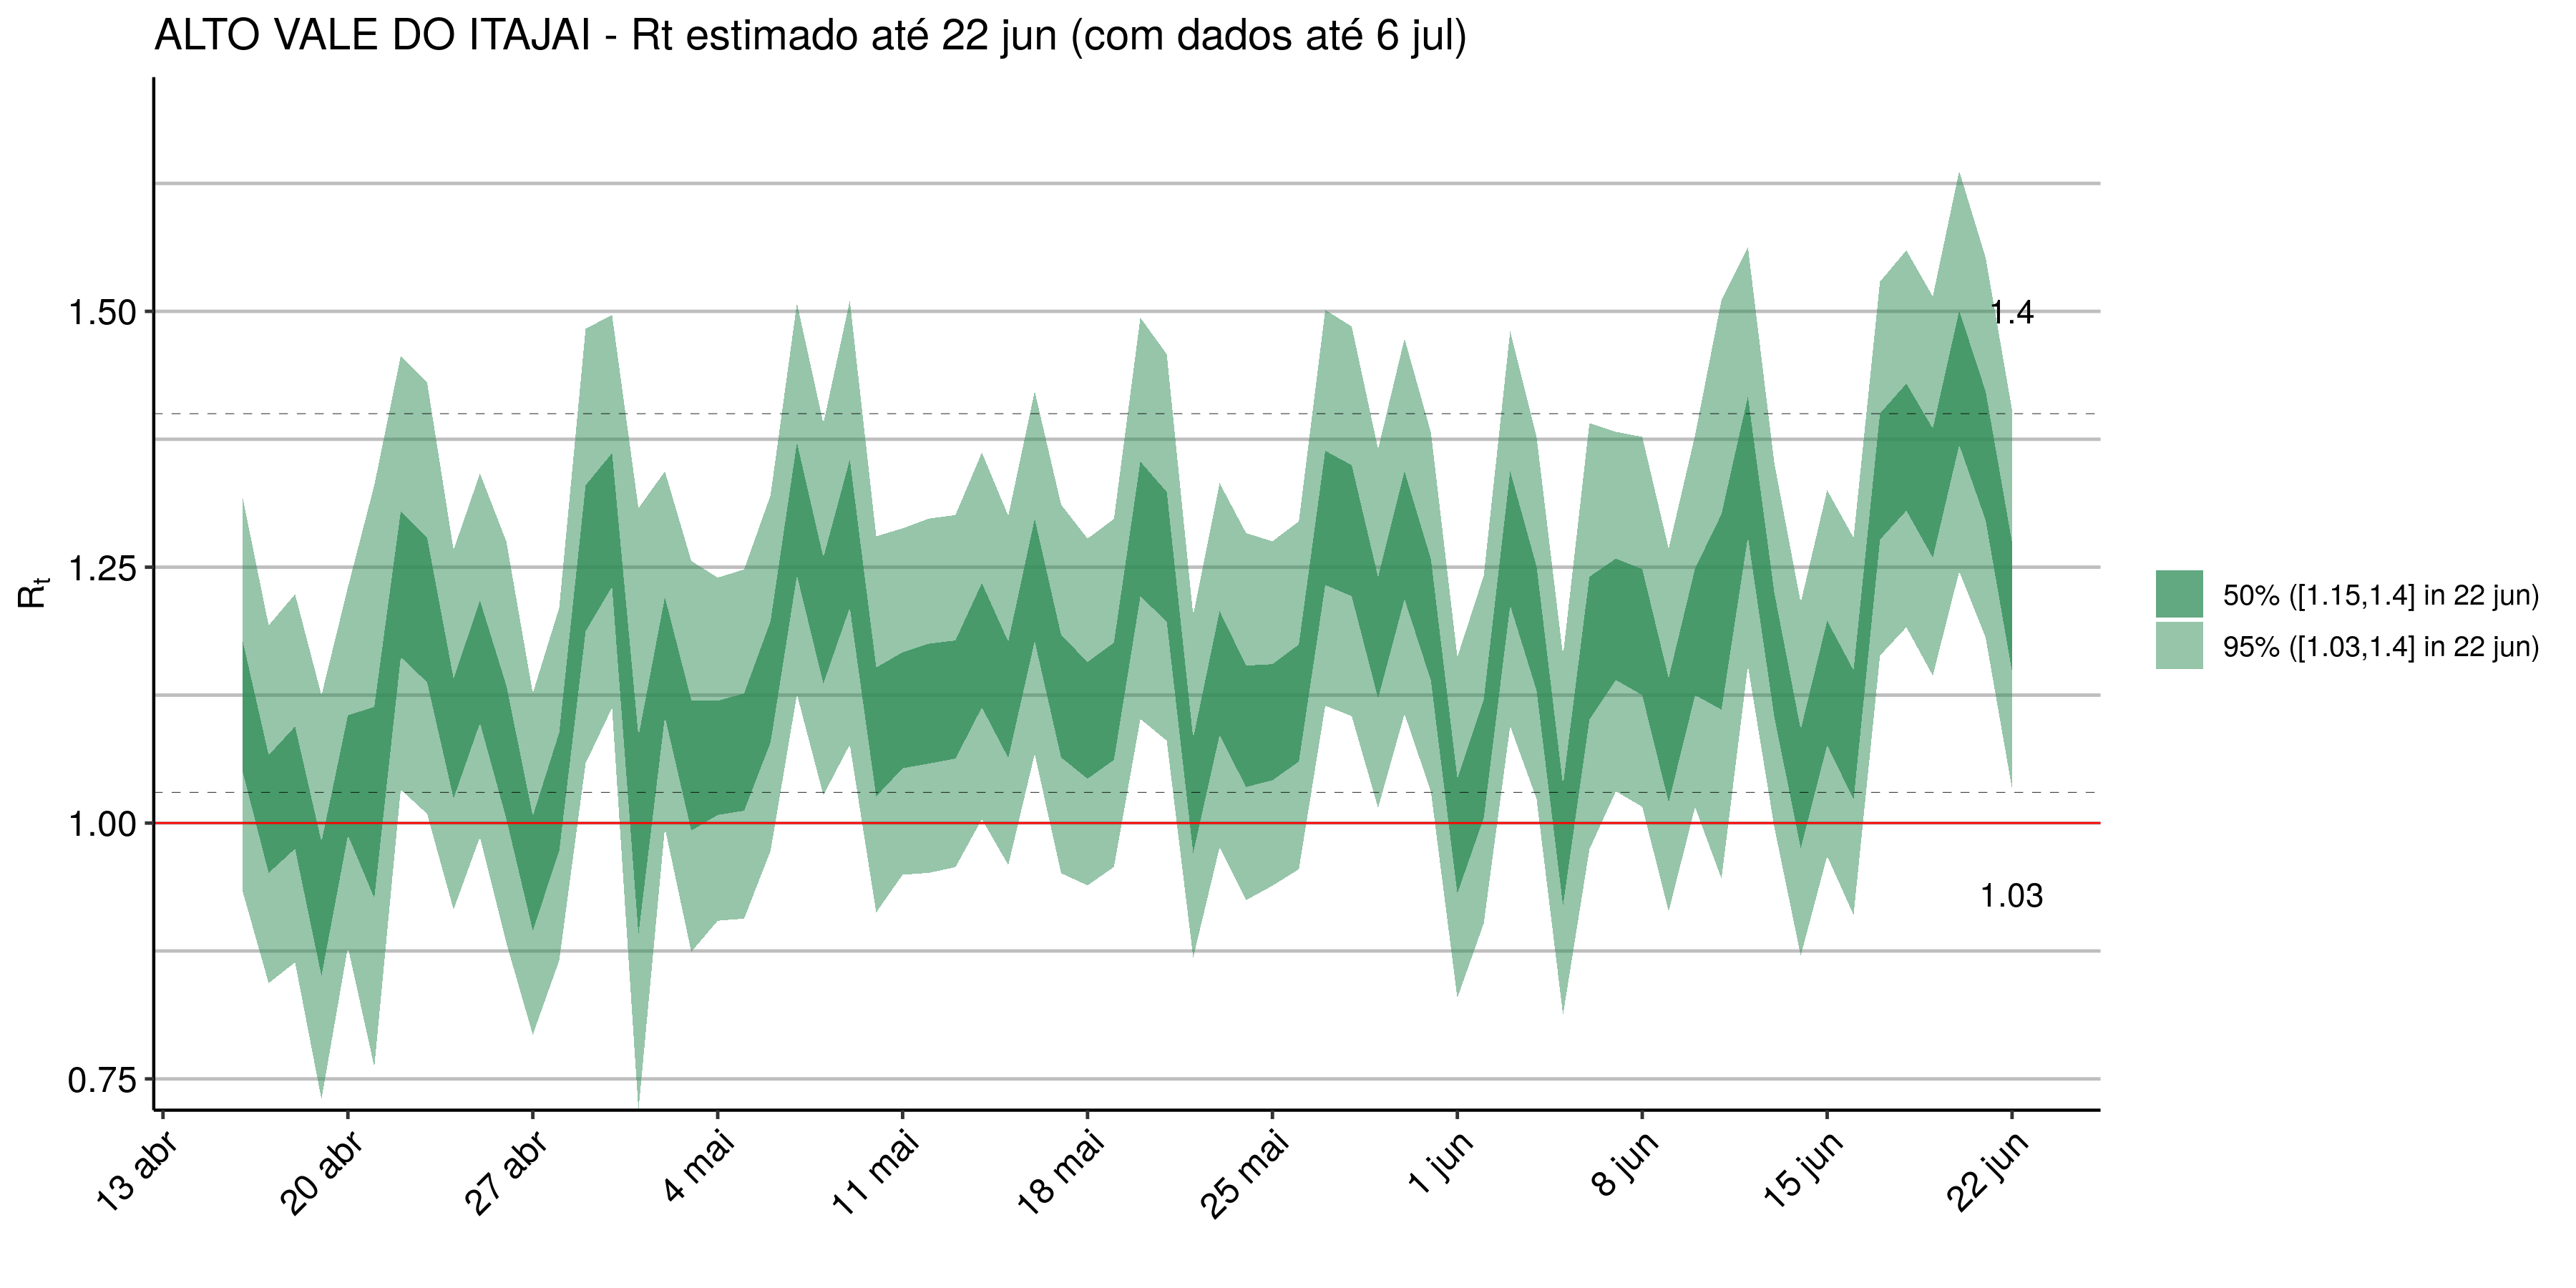 ALTO VALE DO ITAJAI - Rt estimado até 22 jun (com dados até 6 jul)
1.50
1.25
1.00
0.75
Rt
1.4
1.03
50% ([1.15,1.4] in 22 jun)
95% ([1.03,1.4] in 22 jun)
13 abr
20 abr
27 abr
4 mai
11 mai
18 mai
25 mai
1 jun
8 jun
15 jun
22 jun